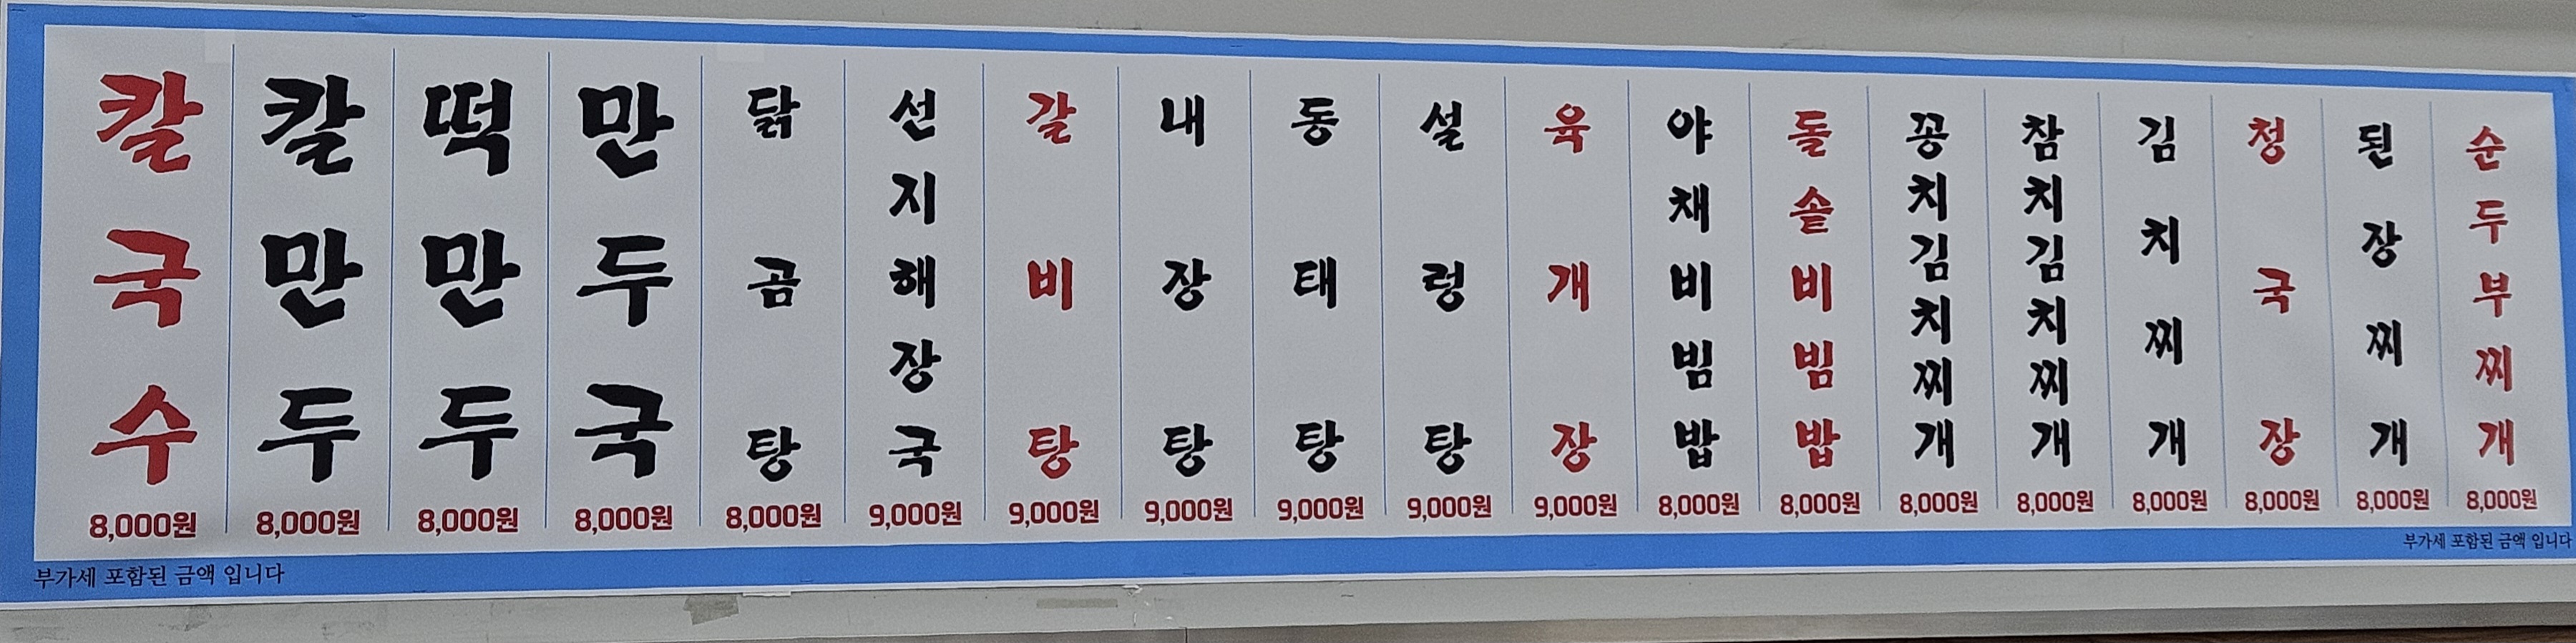 칼국수
8,000원
칼만두
8,000원
떡만두
8,000원
만두국
8,000원
닭곰탕
8,000원
선지해장국
9,000원
갈비탕
9,000원
내장탕
9,000원
동태탕
9,000원
설렁탕
9,000원
육개장
9,000원
야채비빔밥
8,000원
돌솥비빔밥
8,000원
꽁치김치찌개
8,000원
참치김치찌개
8,000원
김치찌개
8,000원
청국장
8,000원
된장찌개
8,000원
순두부찌개
8,000원
부가세 포함된 금액 입니다
부가세 포함된 금액 입니다